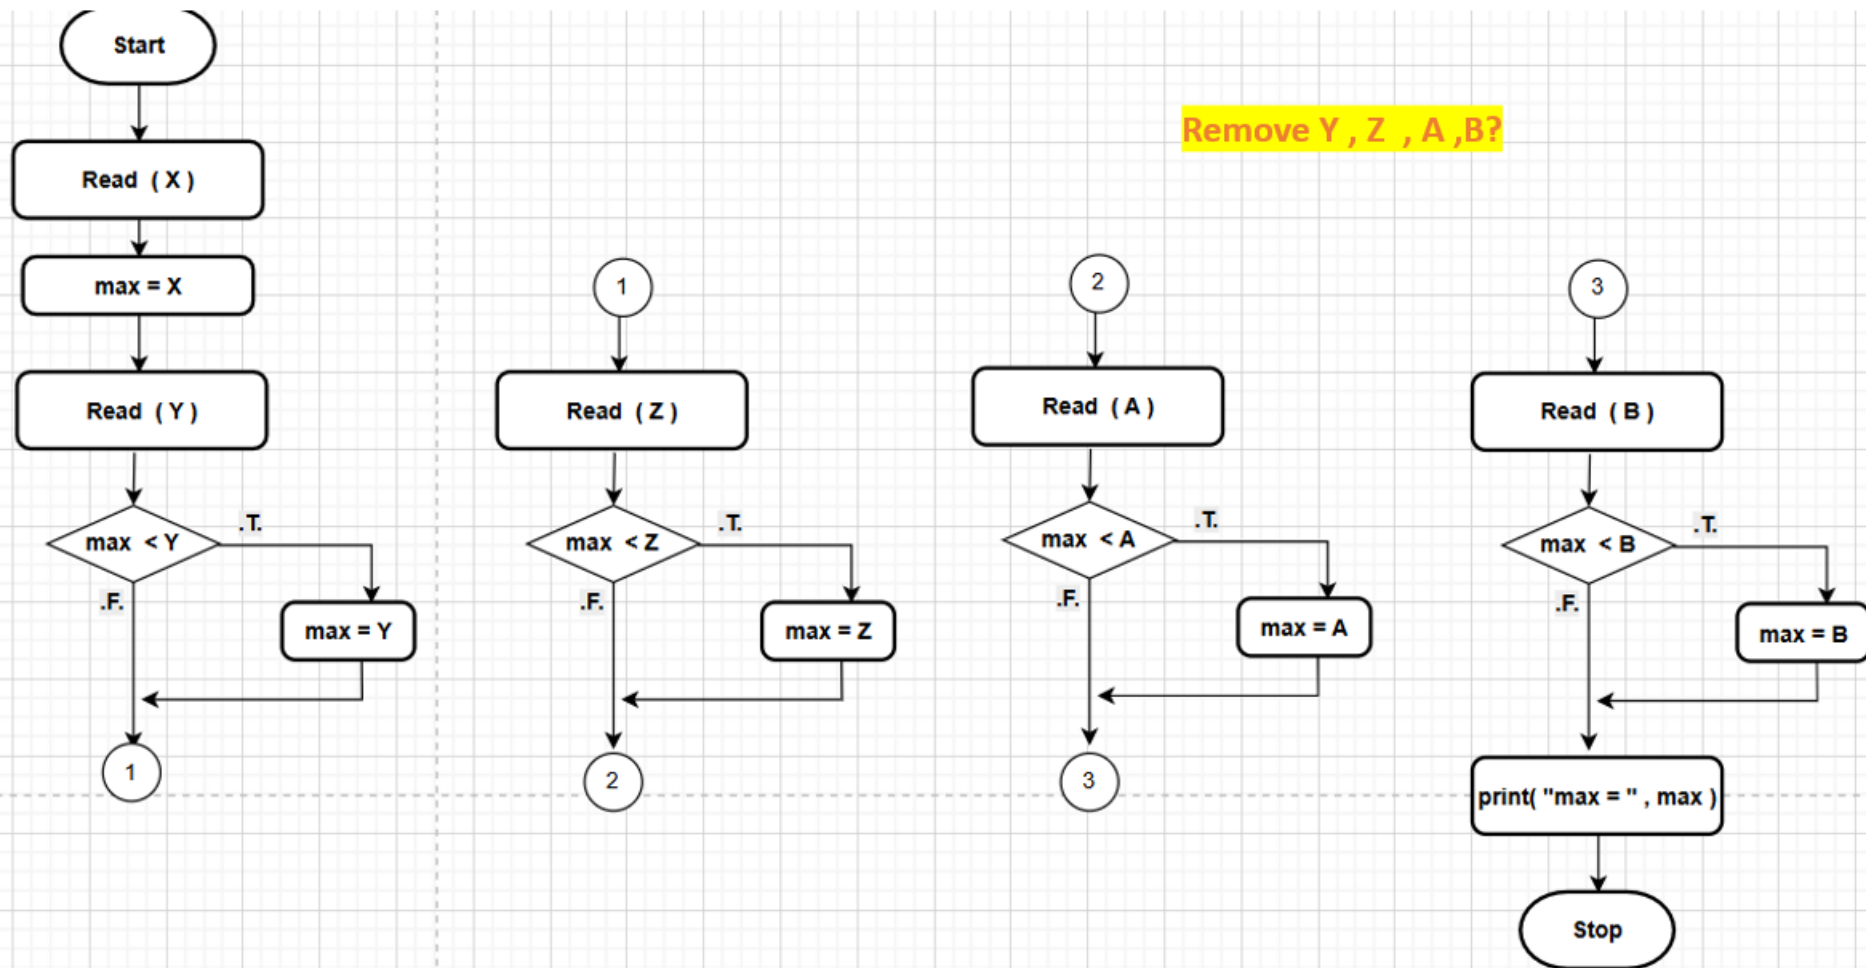 Start
Read ( X )
max = X
Read ( Y )
max < Y
.T.
.F.
max = Y
1
1
Read ( Z )
max < Z
.T.
.F.
max = Z
2
Remove Y , Z , A ,B?
2
Read ( A )
max < A
.T.
.F.
max = A
3
3
Read ( B )
max < B
.T.
.F.
max = B
print( "max = " , max )
Stop